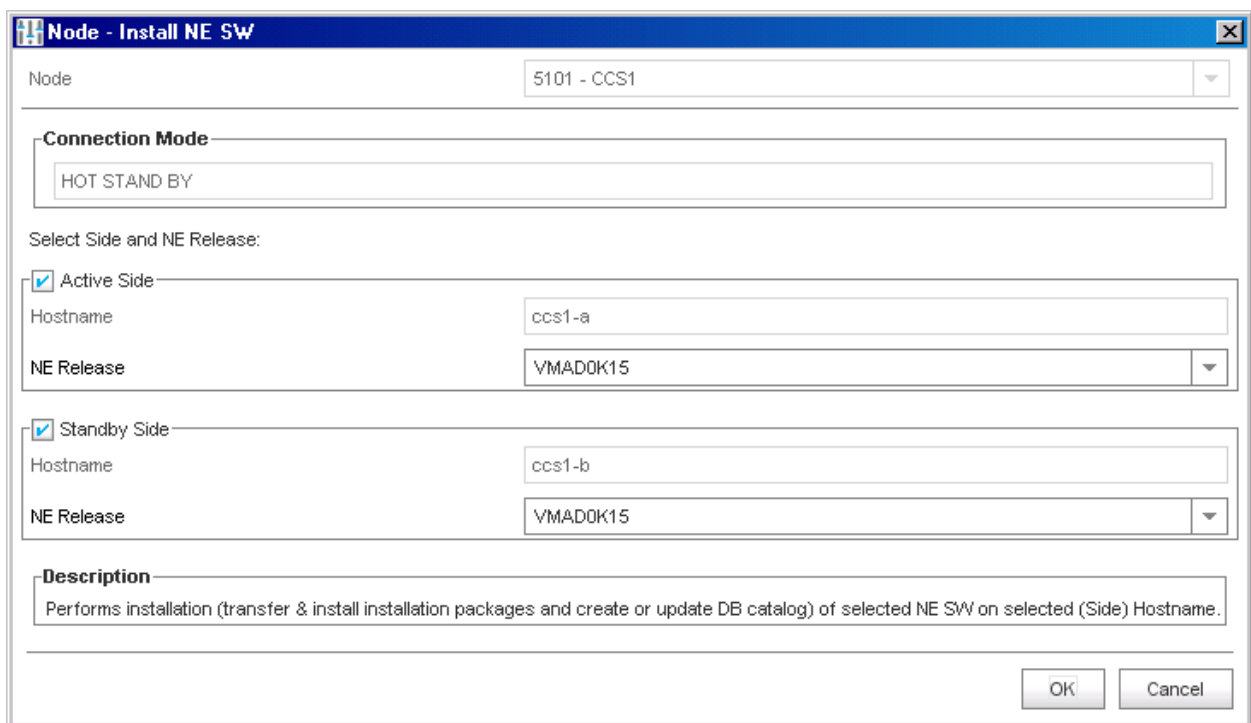 Node - Install NE SW
Node 5101 - CCS1
Connection Mode
HOT STAND BY
Select Side and NE Release:
Active Side
Hostname ccs1-a
NE Release VMAD0K15
Standby Side
Hostname ccs1-b
NE Release VMAD0K15
Description
Performs installation (transfer & install installation packages and create or update DB catalog) of selected NE SW on selected (Side) Hostname.
OK Cancel